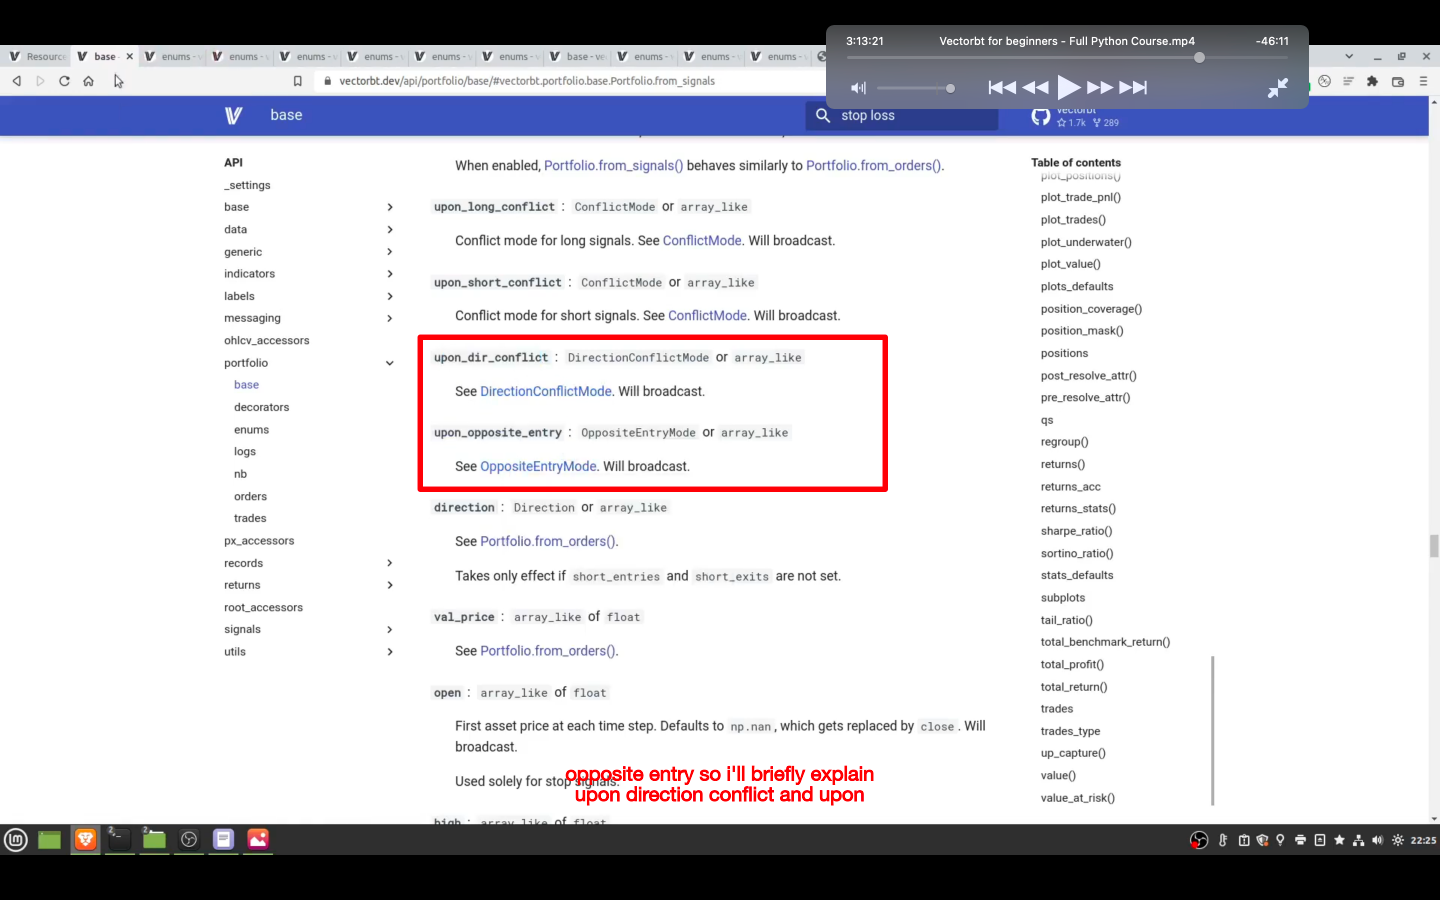 3:13:21
Vectorbt for beginners - Full Python Course.mp4
-46:11
Resource
base -
enums -
enums -
enums -
enums -
enums -
enums -
base - ve
enums -
enums -
enums -
vectorbt.dev/api/portfolio/base/#vectorbt.portfolio.base.Portfolio.from_signals
base
stop loss
vectorbt
1.7k 289
API
_settings
base
data
generic
indicators
labels
messaging
ohlcv_accessors
portfolio
base
decorators
enums
logs
nb
orders
trades
px_accessors
records
returns
root_accessors
signals
utils
When enabled, Portfolio.from_signals() behaves similarly to Portfolio.from_orders().
upon_long_conflict : ConflictMode or array_like
Conflict mode for long signals. See ConflictMode. Will broadcast.
upon_short_conflict : ConflictMode or array_like
Conflict mode for short signals. See ConflictMode. Will broadcast.
upon_dir_conflict : DirectionConflictMode or array_like
See DirectionConflictMode. Will broadcast.
upon_opposite_entry : OppositeEntryMode or array_like
See OppositeEntryMode. Will broadcast.
direction : Direction or array_like
See Portfolio.from_orders().
Takes only effect if short_entries and short_exits are not set.
val_price : array_like of float
See Portfolio.from_orders().
open : array_like of float
First asset price at each time step. Defaults to np.nan, which gets replaced by close. Will
broadcast.
Used solely for stop signals.
high : array_like of float
opposite entry so i'll briefly explain
upon direction conflict and upon
Table of contents
plot_positions()
plot_trade_pnl()
plot_trades()
plot_underwater()
plot_value()
plots_defaults
position_coverage()
position_mask()
positions
post_resolve_attr()
pre_resolve_attr()
qs
regroup()
returns()
returns_acc
returns_stats()
sharpe_ratio()
sortino_ratio()
stats_defaults
subplots
tail_ratio()
total_benchmark_return()
total_profit()
total_return()
trades
trades_type
up_capture()
value()
value_at_risk()
2
2
22:25